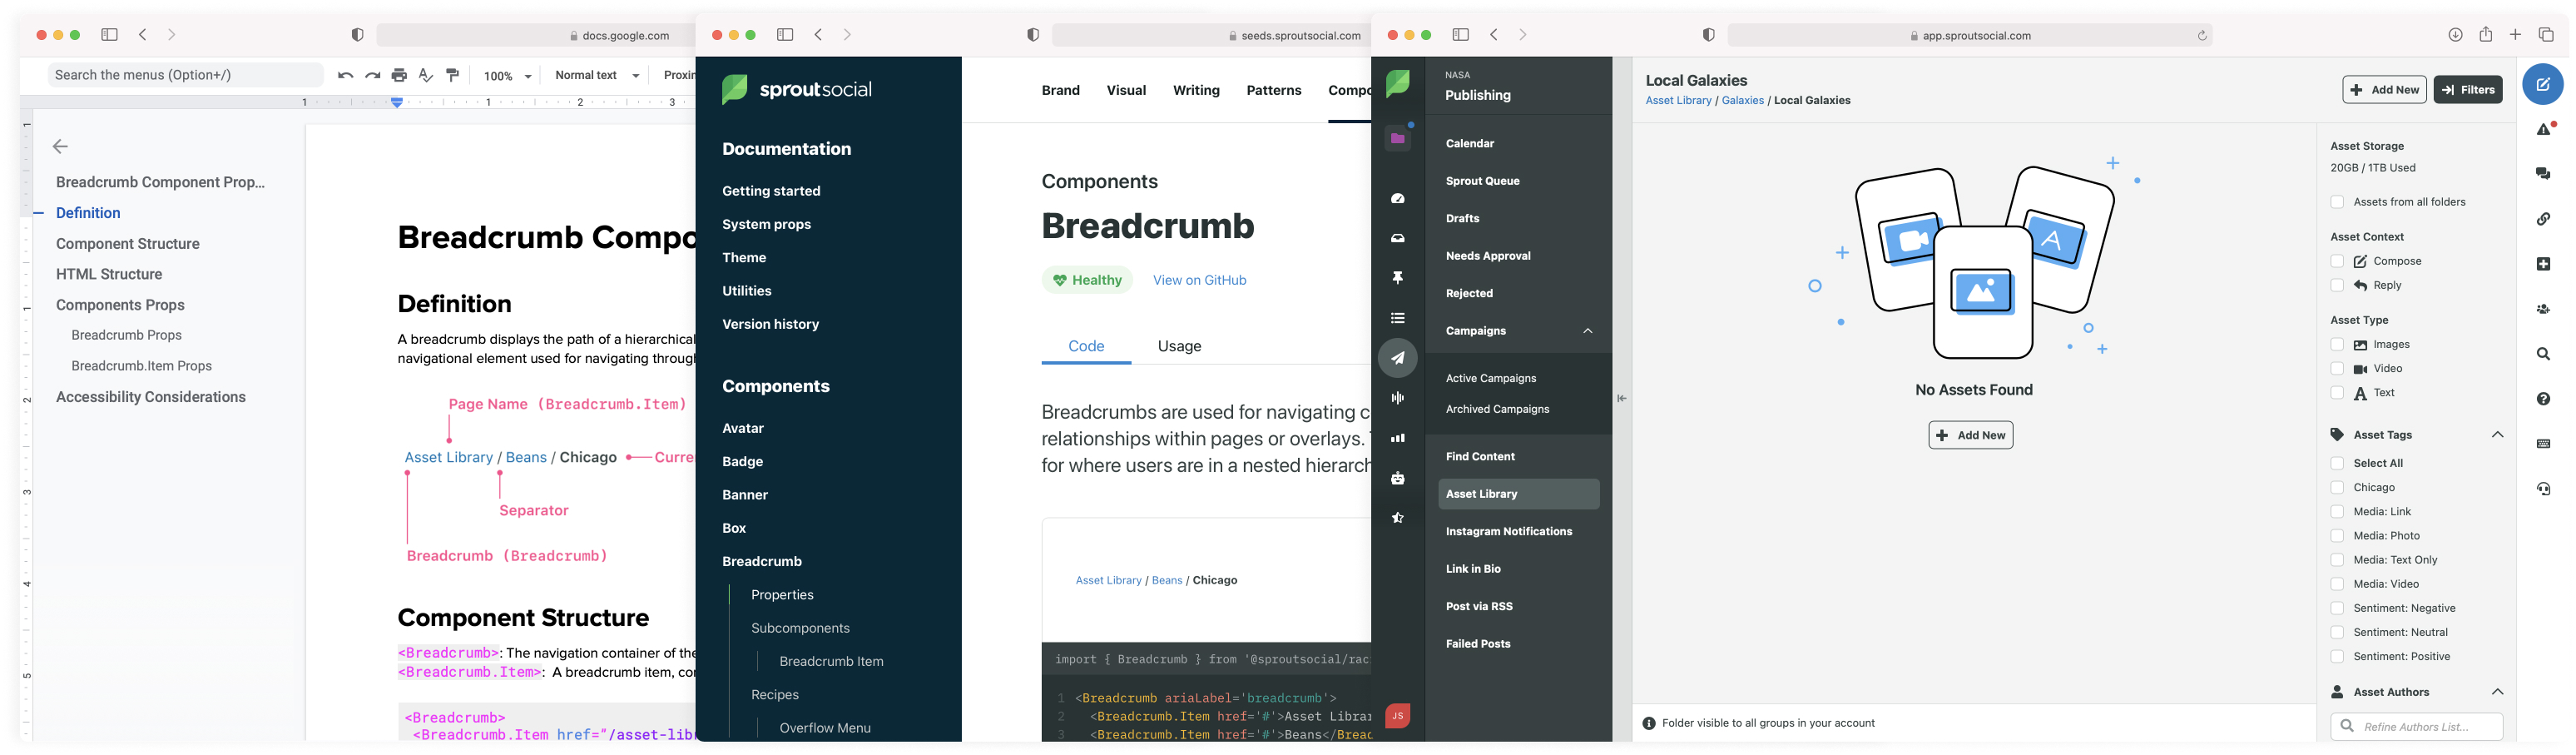 docs.google.com
Search the menus (Option+/)
100%
Normal text
1 1 2 3
Breadcrumb Component Prop...
Definition
Component Structure
HTML Structure
Components Props
Breadcrumb Props
Breadcrumb.Item Props
Accessibility Considerations
1
1
2
3
4
5
Breadcrumb Compo
Definition
A breadcrumb displays the path of a hierarchical
navigational element used for navigating throug
Page Name (Breadcrumb.Item)
Asset Library / Beans / Chicago
Separator
Breadcrumb (Breadcrumb)
Component Structure
<Breadcrumb>: The navigation container of the
<Breadcrumb.Item>: A breadcrumb item, co
<Breadcrumb>
<Breadcrumb.Item href="/asset-lib
seeds.sproutsocial.com
sproutsocial
Documentation
Getting started
System props
Theme
Utilities
Version history
Components
Avatar
Badge
Banner
Box
Breadcrumb
Properties
Subcomponents
Breadcrumb Item
Recipes
Overflow Menu
Brand
Visual
Writing
Patterns
Compo
Components
Breadcrumb
Healthy
View on GitHub
Code
Usage
Breadcrumbs are used for navigating
relationships within pages or overlays.
for where users are in a nested hierarch
Asset Library / Beans / Chicago
import { Breadcrumb } from '@sproutsocial/rac
1 <Breadcrumb ariaLabel='breadcrumb'>
2 <Breadcrumb.Item href='#'>Asset Librar
3 <Breadcrumb.Item href='#'>Beans</Bread
app.sproutsocial.com
NASA
Publishing
Calendar
Sprout Queue
Drafts
Needs Approval
Rejected
Campaigns
Active Campaigns
Archived Campaigns
Find Content
Asset Library
Instagram Notifications
Link in Bio
Post via RSS
Failed Posts
JS
Local Galaxies
Asset Library / Galaxies / Local Galaxies
Add New
Filters
A
No Assets Found
Add New
Folder visible to all groups in your account
Asset Storage
20GB / 1TB Used
Assets from all folders
Asset Context
Compose
Reply
Asset Type
Images
Video
Text
Asset Tags
Select All
Chicago
Media: Link
Media: Photo
Media: Text Only
Media: Video
Sentiment: Negative
Sentiment: Neutral
Sentiment: Positive
Asset Authors
Refine Authors List...